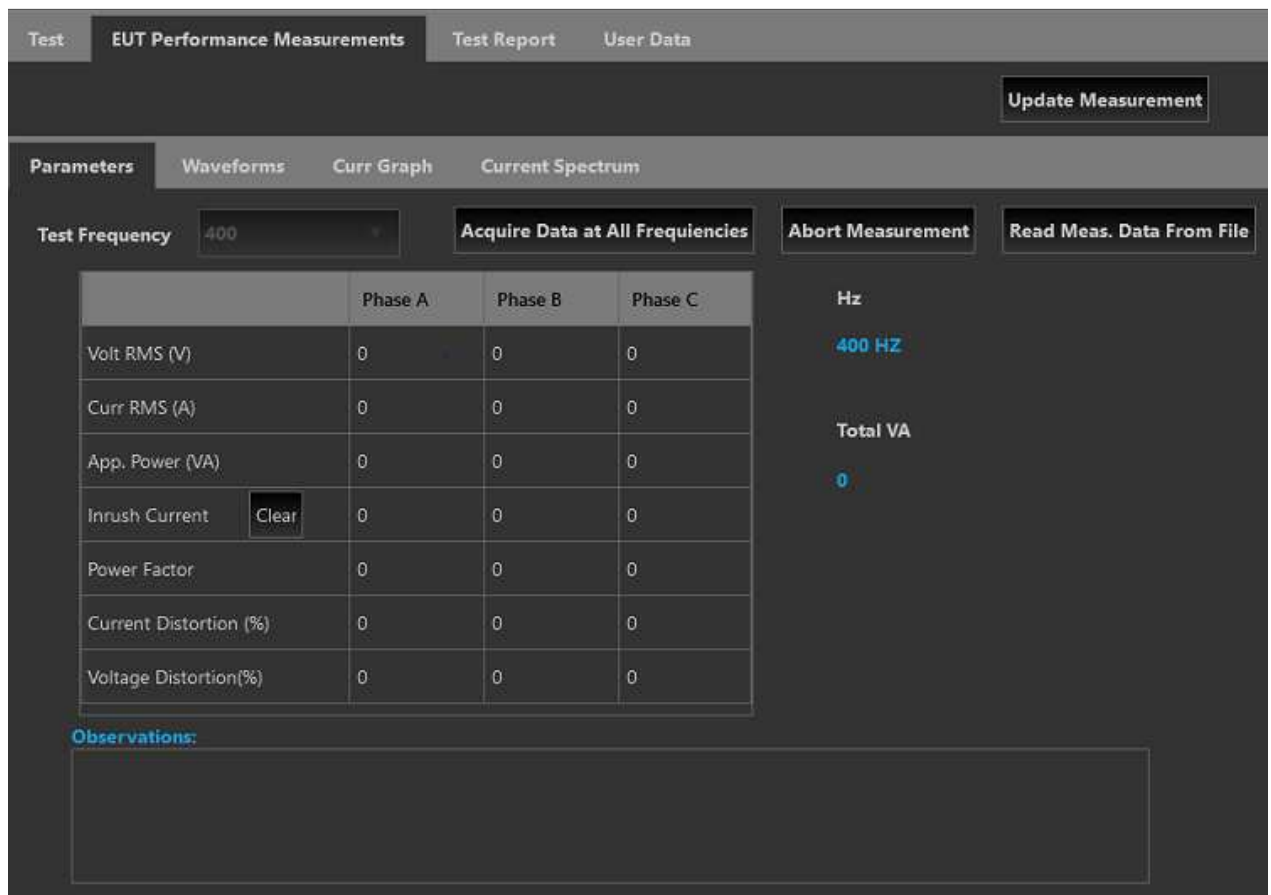 Test EUT Performance Measurements Test Report User Data
Update Measurement
Parameters Waveforms Curr Graph Current Spectrum
Test Frequency 400 Acquire Data at All Frequiencies Abort Measurement Read Meas. Data From File
Phase A Phase B Phase C Hz
Volt RMS (V) 0 0 0 400 HZ
Curr RMS (A) 0 0 0
Total VA
App. Power (VA) 0 0 0
0
Inrush Current Clear 0 0 0
Power Factor 0 0 0
Current Distortion (%) 0 0 0
Voltage Distortion(%) 0 0 0
Observations: